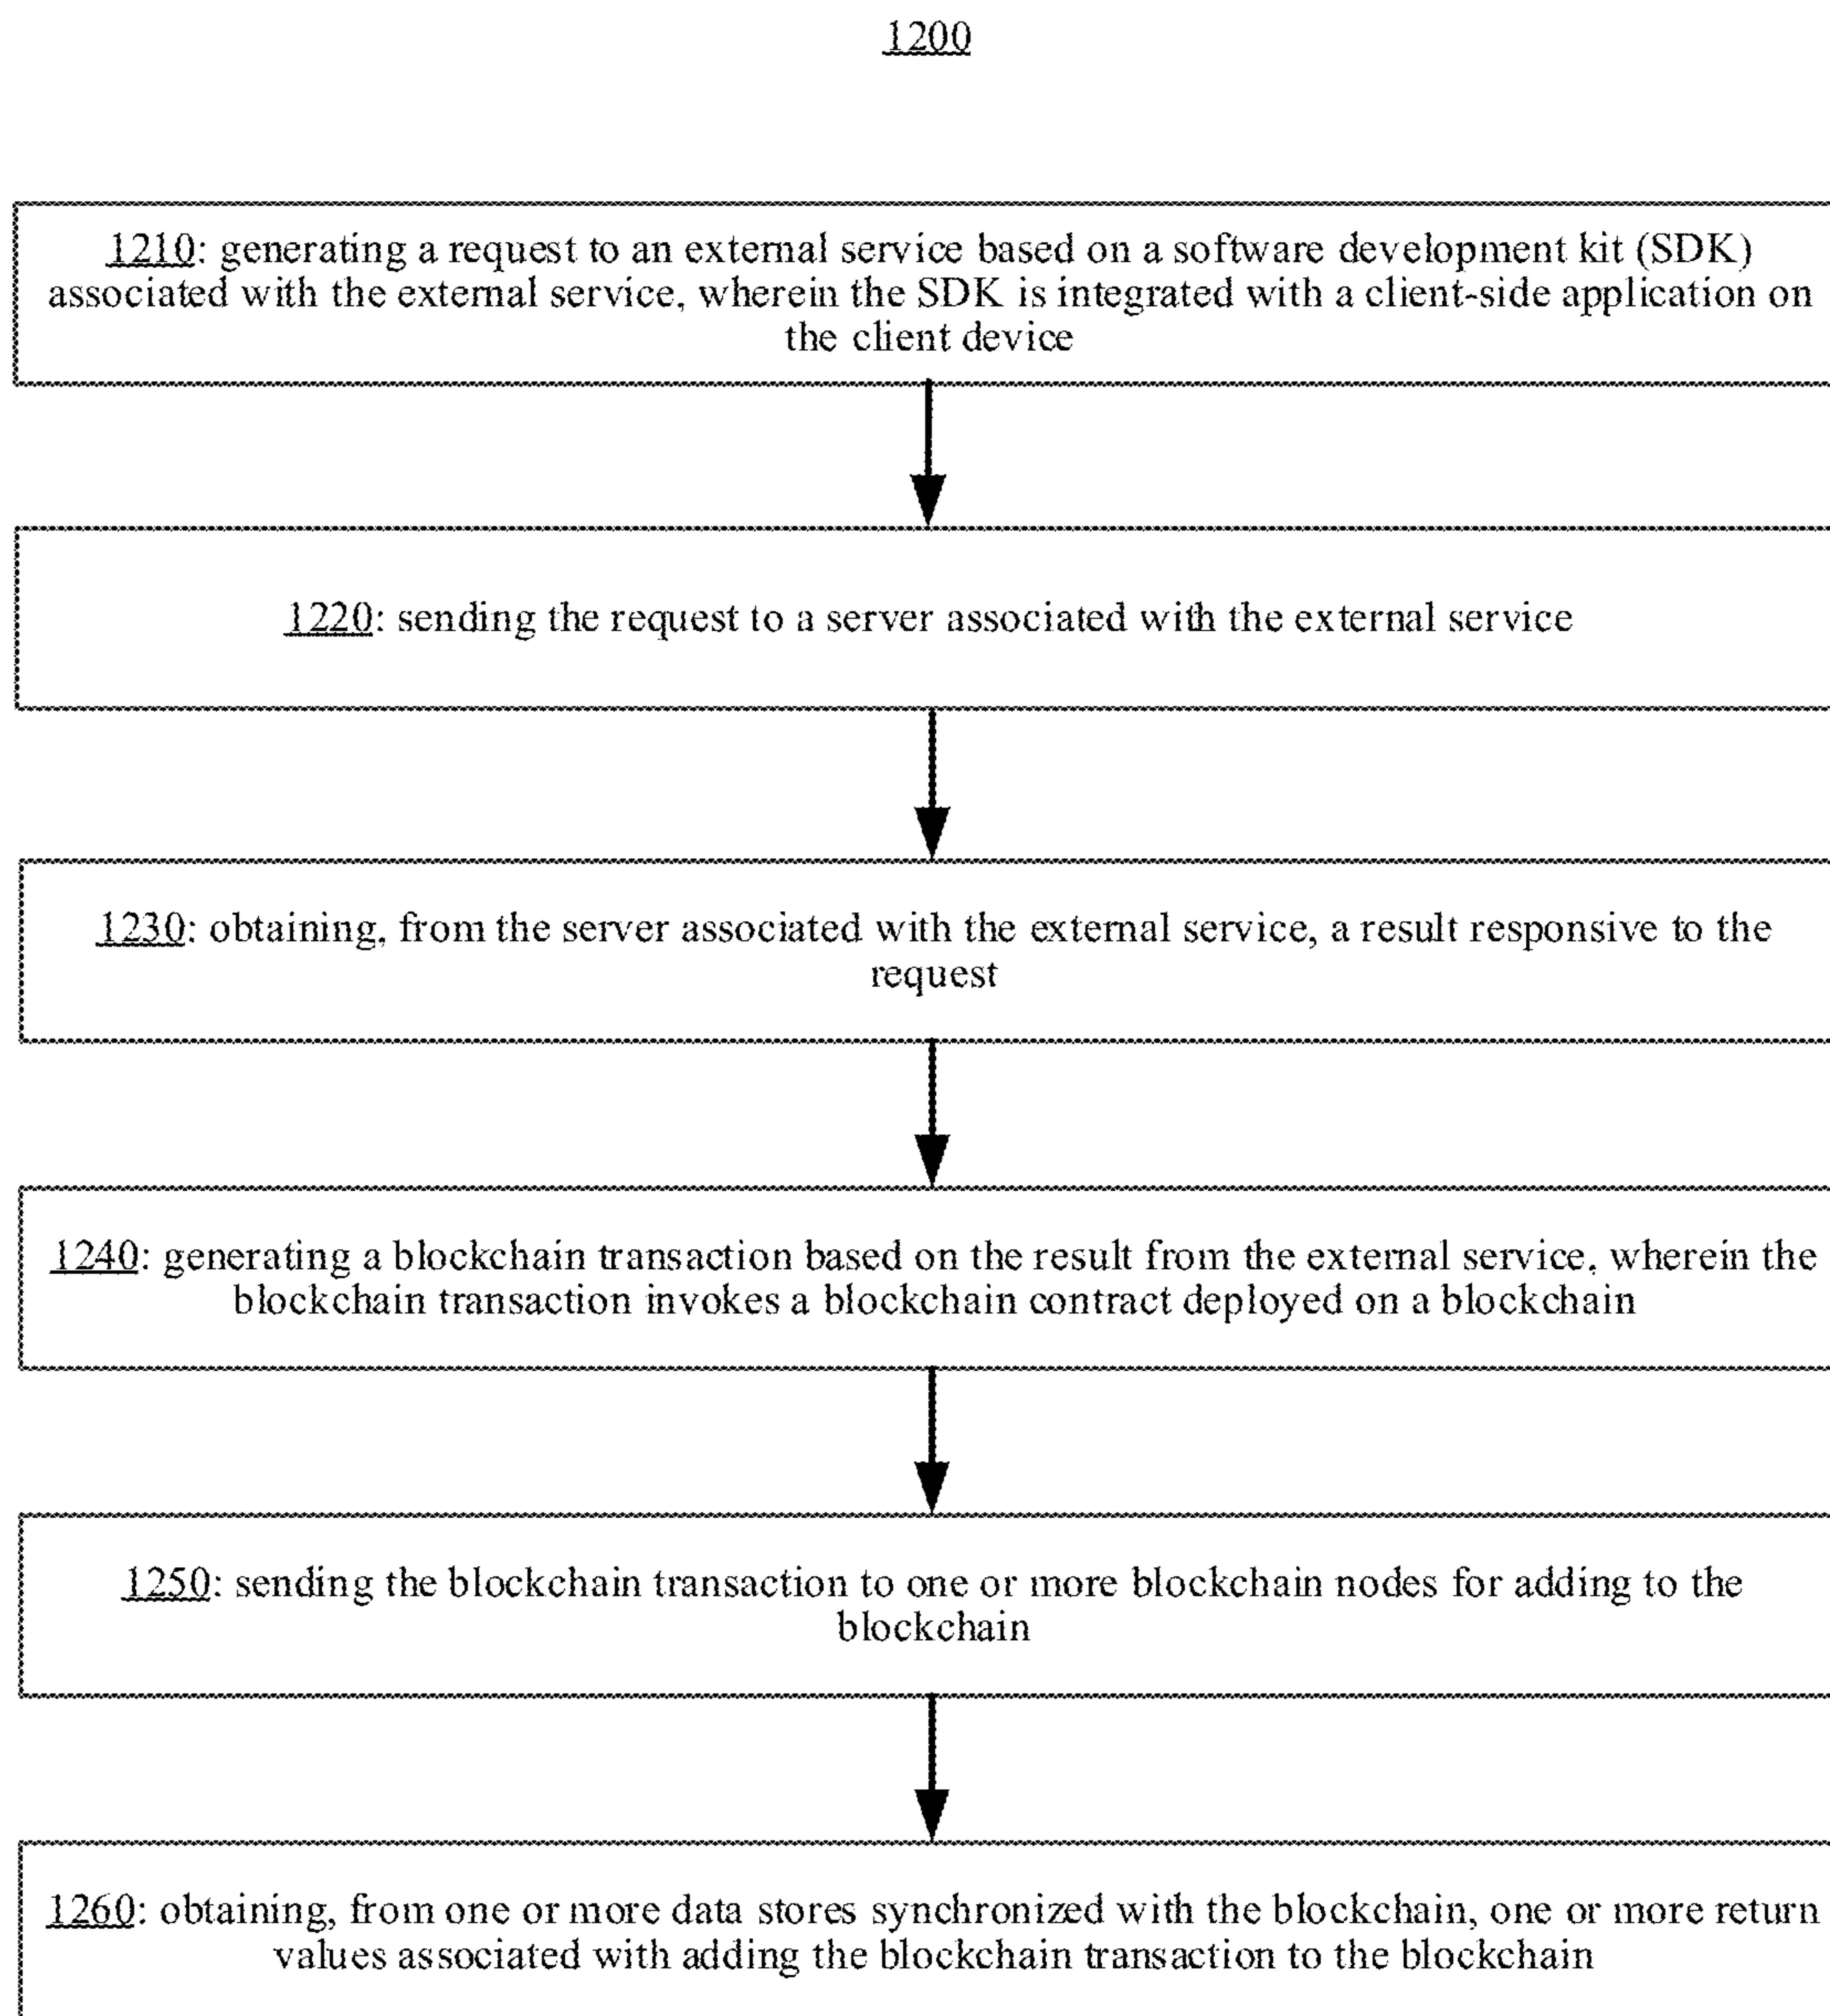 1200
1210: generating a request to an external service based on a software development kit (SDK)
associated with the external service, wherein the SDK is integrated with a client-side application on
the client device
1220: sending the request to a server associated with the external service
1230: obtaining, from the server associated with the external service, a result responsive to the
request
1240: generating a blockchain transaction based on the result from the external service, wherein the
blockchain transaction invokes a blockchain contract deployed on a blockchain
1250: sending the blockchain transaction to one or more blockchain nodes for adding to the
blockchain
1260: obtaining, from one or more data stores synchronized with the blockchain, one or more return
values associated with adding the blockchain transaction to the blockchain